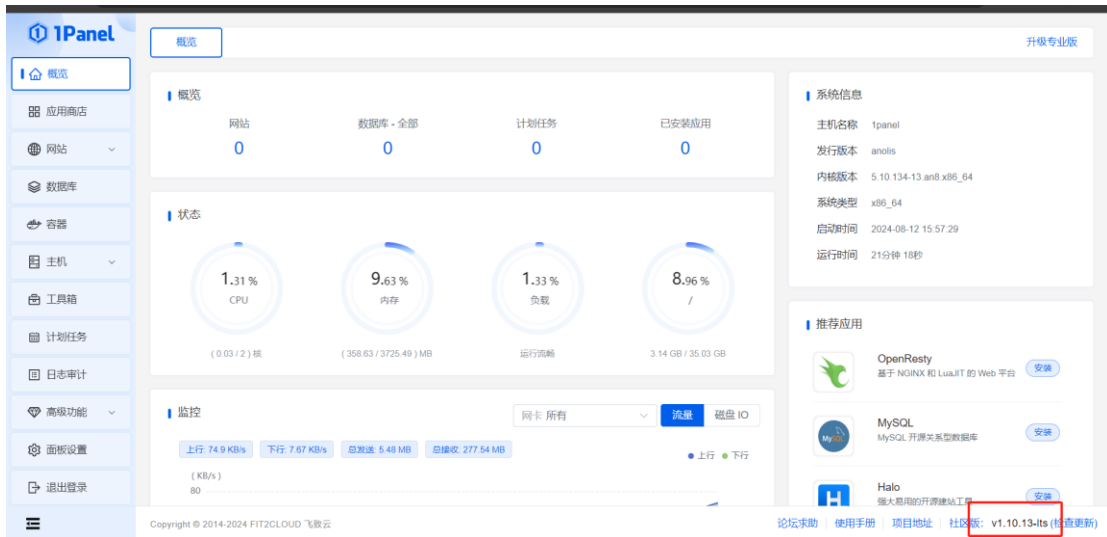 1Panel
概览
升级专业版
概览
应用商店
网站
数据库
容器
主机
工具箱
计划任务
日志审计
高级功能
面板设置
退出登录
概览
网站
数据库 - 全部
计划任务
已安装应用
0
0
0
0
状态
1.31 %
CPU
( 0.03 / 2 ) 核
9.63 %
内存
( 358.63 / 3725.49 ) MB
1.33 %
负载
运行流畅
8.96 %
/
3.14 GB / 35.03 GB
监控
网卡 所有
流量
磁盘 IO
上行: 74.9 KB/s
下行: 7.67 KB/s
总发送: 5.48 MB
总接收: 277.54 MB
上行
下行
( KB/s )
80
系统信息
主机名称 1panel
发行版本 anolis
内核版本 5.10.134-13.an8.x86_64
系统类型 x86_64
启动时间 2024-08-12 15:57:29
运行时间 21分钟 18秒
推荐应用
OpenResty
基于 NGINX 和 LuaJIT 的 Web 平台
安装
MySQL
MySQL 开源关系型数据库
安装
MySQL
Halo
强大易用的开源建站工具
安装
Copyright © 2014-2024 FIT2CLOUD 飞致云
论坛求助 使用手册 项目地址 社区版: v1.10.13-lts (检查更新)